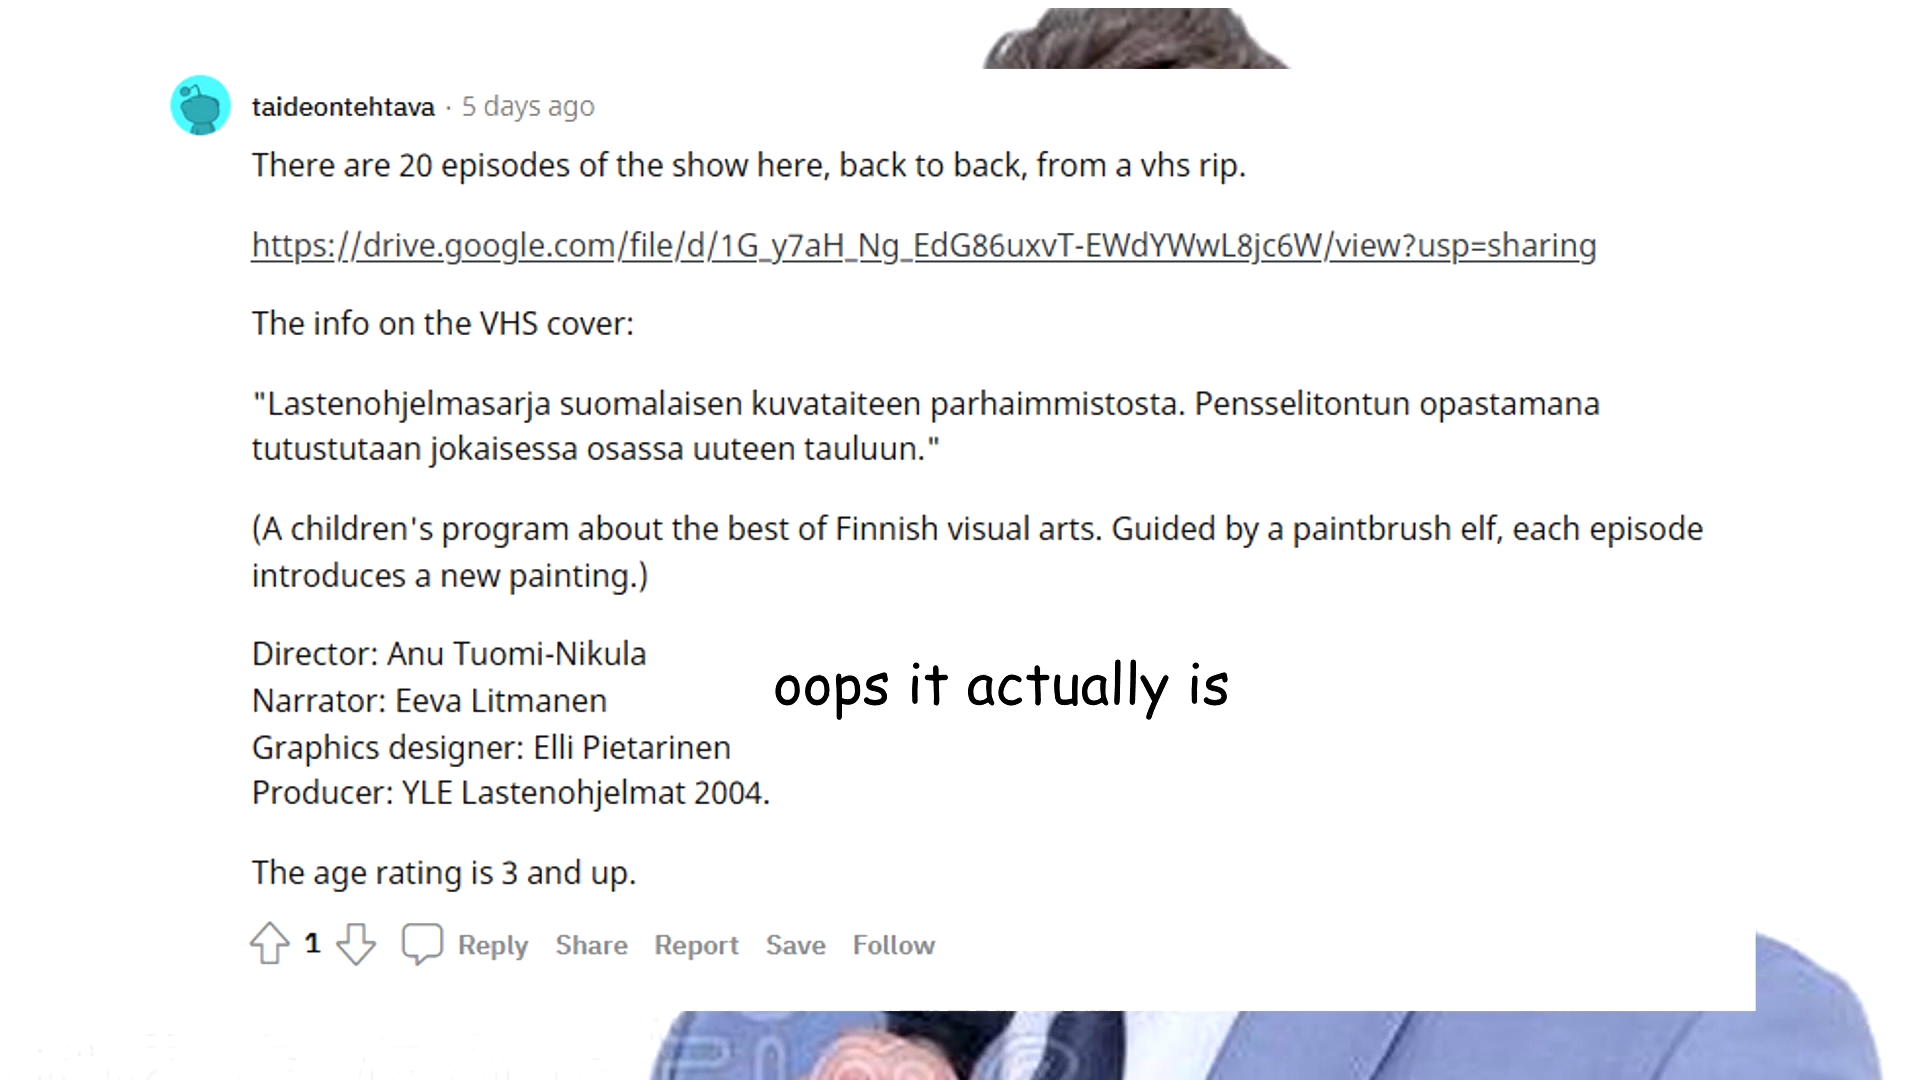 taideontehtava · 5 days ago
There are 20 episodes of the show here, back to back, from a vhs rip.
https://drive.google.com/file/d/1G_y7aH_Ng_EdG86uxvT-EWdYWwL8jc6W/view?usp=sharing
The info on the VHS cover:
"Lastenohjelmasarja suomalaisen kuvataiteen parhaimmistosta. Pensselitontun opastamana
tutustutaan jokaisessa osassa uuteen tauluun."
(A children's program about the best of Finnish visual arts. Guided by a paintbrush elf, each episode
introduces a new painting.)
Director: Anu Tuomi-Nikula
oops it actually is
Narrator: Eeva Litmanen
Graphics designer: Elli Pietarinen
Producer: YLE Lastenohjelmat 2004.
The age rating is 3 and up.
1 Reply Share Report Save Follow